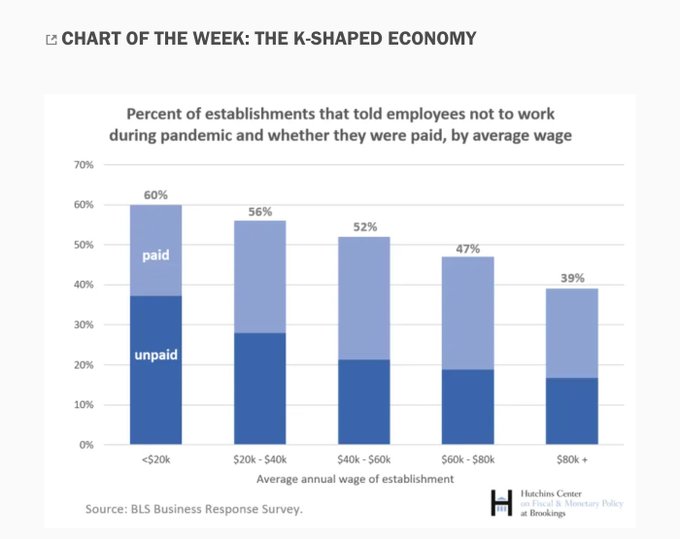 CHART OF THE WEEK: THE K-SHAPED ECONOMY
Percent of establishments that told employees not to work
during pandemic and whether they were paid, by average wage
70%
60%
50%
40%
30%
20%
10%
0%
60%
56%
52%
47%
39%
paid
unpaid
<$20k
$20k - $40k
$40k - $60k
$60k - $80k
$80k +
Average annual wage of establishment
Source: BLS Business Response Survey.
H
Hutchins Center
on Fiscal & Monetary Policy
at Brookings